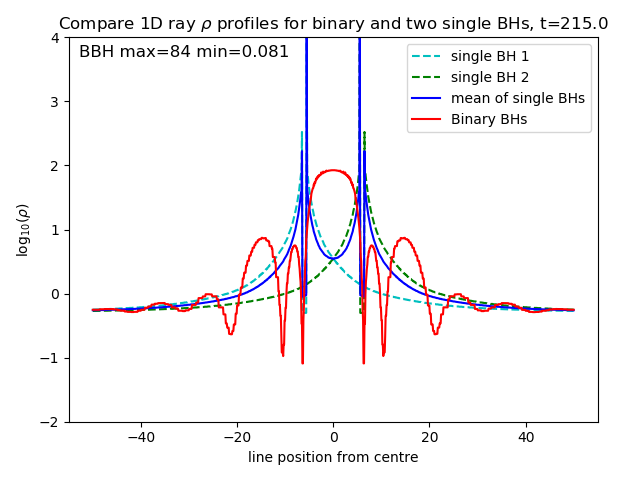 Compare 1D ray ρ profiles for binary and two single BHs, t=215.0
BBH max=84 min=0.081
single BH 1
single BH 2
mean of single BHs
Binary BHs
4
3
2
1
0
−1
−2
log₁₀(ρ)
−40 −20 0 20 40
line position from centre